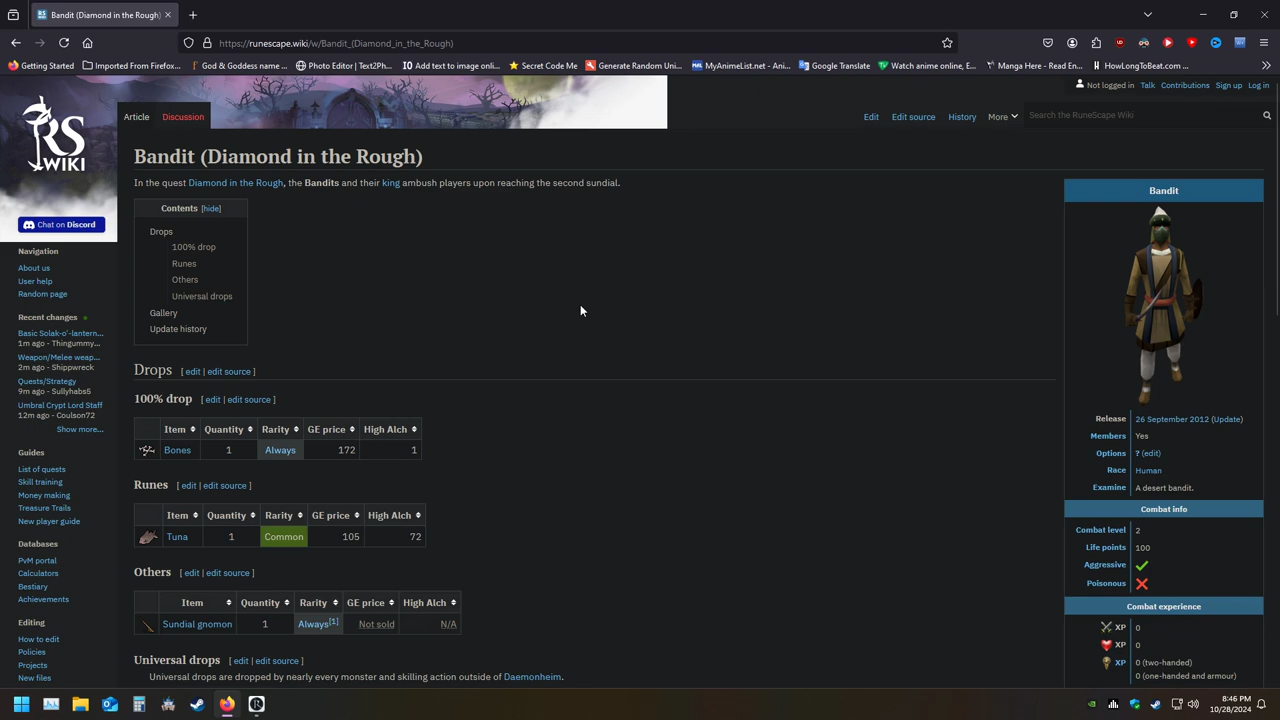 Bandit (Diamond in the Rough)
https://runescape.wiki/w/Bandit_(Diamond_in_the_Rough)
Getting Started Imported From Firefox... God & Goddess name ... Photo Editor | Text2Ph... Add text to image onlin... Secret Code Me Generate Random Uni... MyAnimeList.net - Ani... Google Translate Watch anime online, E... Manga Here - Read En... HowLongToBeat.com ...
Not logged in Talk Contributions Sign up Log in
RS WIKI
Article Discussion Edit Edit source History More Search the RuneScape Wiki
Chat on Discord
Navigation
About us
User help
Random page
Recent changes
Basic Solak-o'-lantern...
1m ago - Thingummy...
Weapon/Melee weap...
2m ago - Shippwreck
Quests/Strategy
9m ago - Sullyhabs5
Umbral Crypt Lord Staff
12m ago - Coulson72
Show more...
Guides
List of quests
Skill training
Money making
Treasure Trails
New player guide
Databases
PvM portal
Calculators
Bestiary
Achievements
Editing
How to edit
Policies
Projects
New files
Bandit (Diamond in the Rough)
In the quest Diamond in the Rough, the Bandits and their king ambush players upon reaching the second sundial.
Contents [hide]
Drops
100% drop
Runes
Others
Universal drops
Gallery
Update history
Drops [ edit | edit source ]
100% drop [ edit | edit source ]
Item Quantity Rarity GE price High Alch
Bones 1 Always 172 1
Runes [ edit | edit source ]
Item Quantity Rarity GE price High Alch
Tuna 1 Common 105 72
Others [ edit | edit source ]
Item Quantity Rarity GE price High Alch
Sundial gnomon 1 Always[1] Not sold N/A
Universal drops [ edit | edit source ]
Universal drops are dropped by nearly every monster and skilling action outside of Daemonheim.
Bandit
Release 26 September 2012 (Update)
Members Yes
Options ? (edit)
Race Human
Examine A desert bandit.
Combat info
Combat level 2
Life points 100
Aggressive
Poisonous
Combat experience
XP 0
XP 0
XP 0 (two-handed)
0 (one-handed and armour)
8:46 PM
10/28/2024